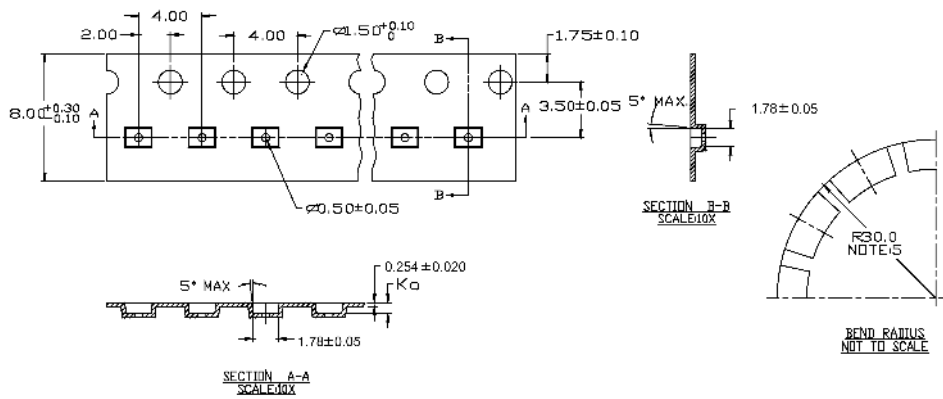 4.00
2.00
4.00
⌀1.50 +0.10 0
B
1.75±0.10
8.00 +0.30 −0.10
A
A
3.50±0.05
B
⌀0.50±0.05
5° MAX.
1.78±0.05
SECTION B-B
SCALE:10X
R30.0
NOTE:5
BEND RADIUS
NOT TO SCALE
5° MAX
0.254±0.020
Ko
1.78±0.05
SECTION A-A
SCALE:10X